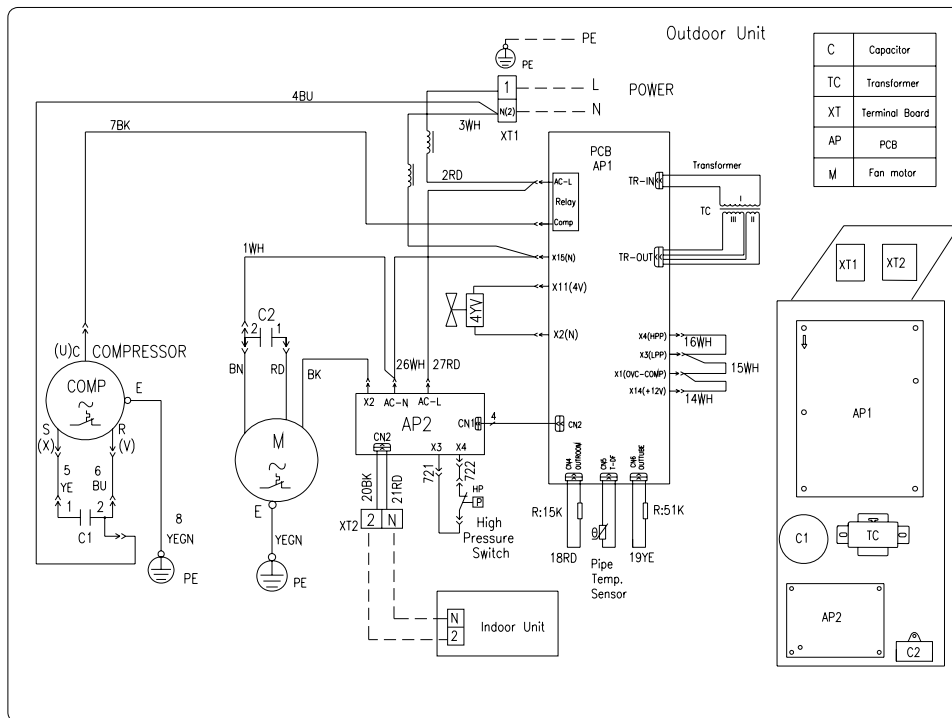 Outdoor Unit
PE
PE
1
L
POWER
N(2)
N
XT1
C Capacitor
TC Transformer
XT Terminal Board
AP PCB
M Fan motor
4BU
7BK
3WH
2RD
1WH
PCB
AP1
AC-L
Relay
Comp
X15(N)
X11(4V)
X2(N)
TR-IN
TR-OUT
Transformer
TC
I
III
II
4YV
X4(HPP)
16WH
X3(LPP)
15WH
X1(OVC-COMP)
X14(+12V)
14WH
C2
2 1
BN
RD
BK
26WH
27RD
(U)C COMPRESSOR
COMP
E
S
(X)
R
(V)
5
YE
6
BU
1
2
C1
8
YEGN
PE
M
E
YEGN
PE
X2 AC-N AC-L
AP2
CN1
4
CN2
CN2
X3
X4
20BK
21RD
721
722
HP
P
High
Pressure
Switch
XT2
2 N
N
2
Indoor Unit
CN4
OUTROOM
CN5
T-DF
CN6
OUTTUBE
R:15K
θ
R:51K
18RD
19YE
Pipe
Temp.
Sensor
XT1
XT2
AP1
C1
TC
AP2
C2